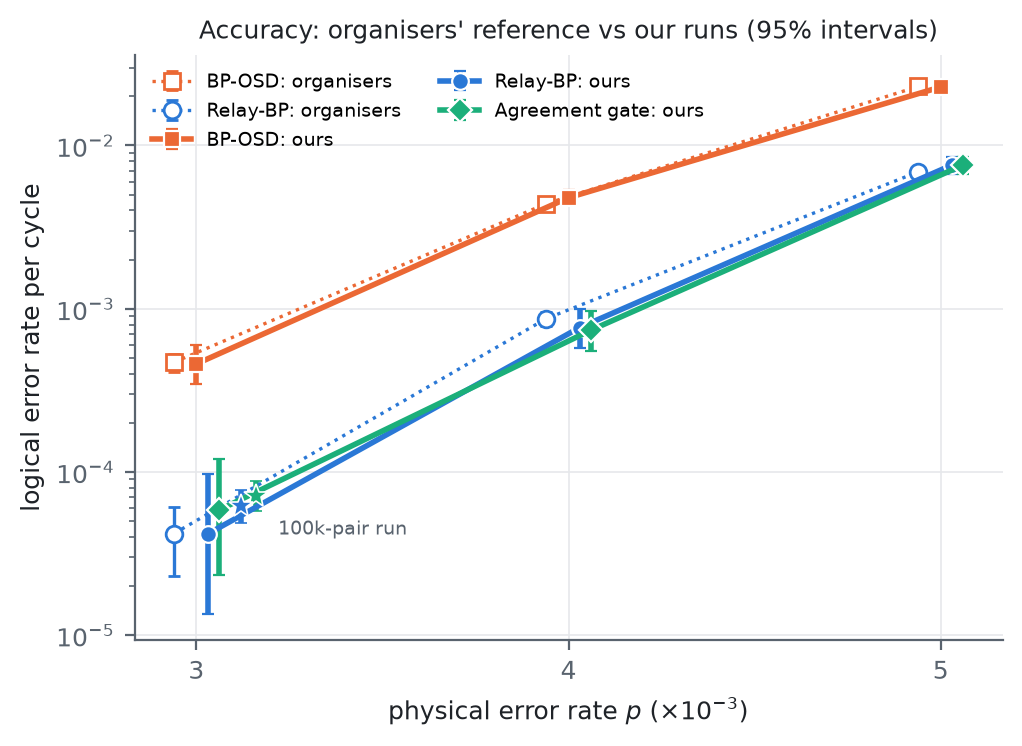 Accuracy: organisers' reference vs our runs (95% intervals)
BP-OSD: organisers
Relay-BP: organisers
BP-OSD: ours
Relay-BP: ours
Agreement gate: ours
logical error rate per cycle
10⁻²
10⁻³
10⁻⁴
10⁻⁵
100k-pair run
3 4 5
physical error rate p (×10⁻³)